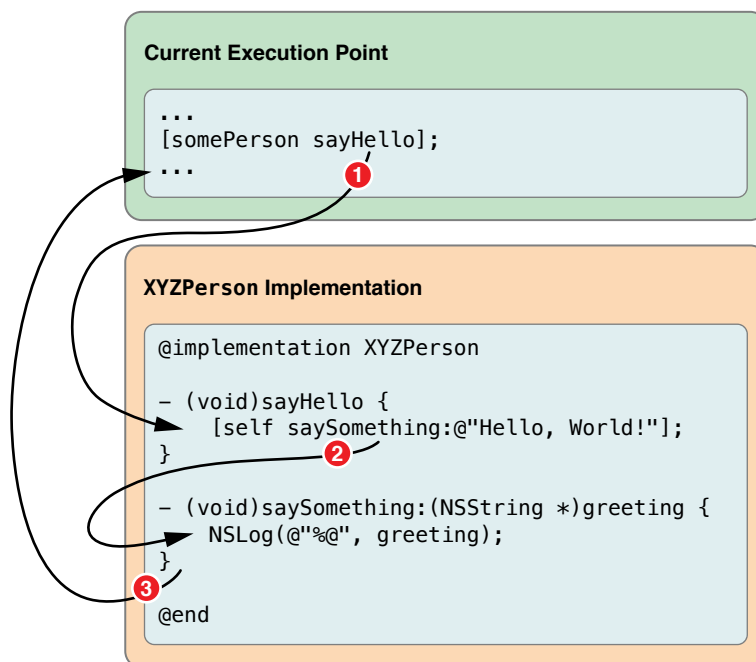 Current Execution Point
...
[somePerson sayHello];
...
1
XYZPerson Implementation
@implementation XYZPerson
- (void)sayHello {
[self saySomething:@"Hello, World!"];
}
2
- (void)saySomething:(NSString *)greeting {
NSLog(@"%@", greeting);
}
3
@end